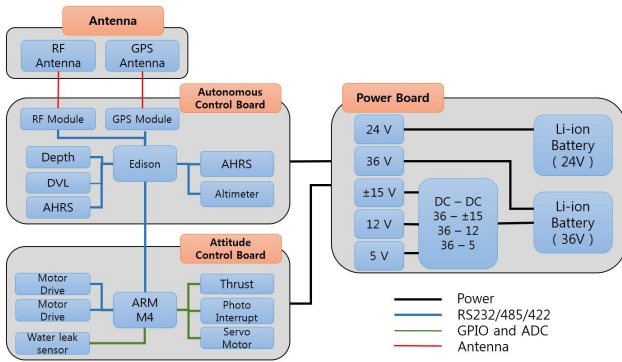 Antenna
RF
Antenna
GPS
Antenna
Autonomous
Control Board
RF Module
GPS Module
Depth
DVL
AHRS
Edison
AHRS
Altimeter
Attitude
Control Board
Motor
Drive
Motor
Drive
Water leak
sensor
ARM
M4
Thrust
Photo
Interrupt
Servo
Motor
Power Board
24 V
36 V
±15 V
12 V
5 V
DC – DC
36 – ±15
36 – 12
36 – 5
Li-ion
Battery
( 24V )
Li-ion
Battery
( 36V )
Power
RS232/485/422
GPIO and ADC
Antenna